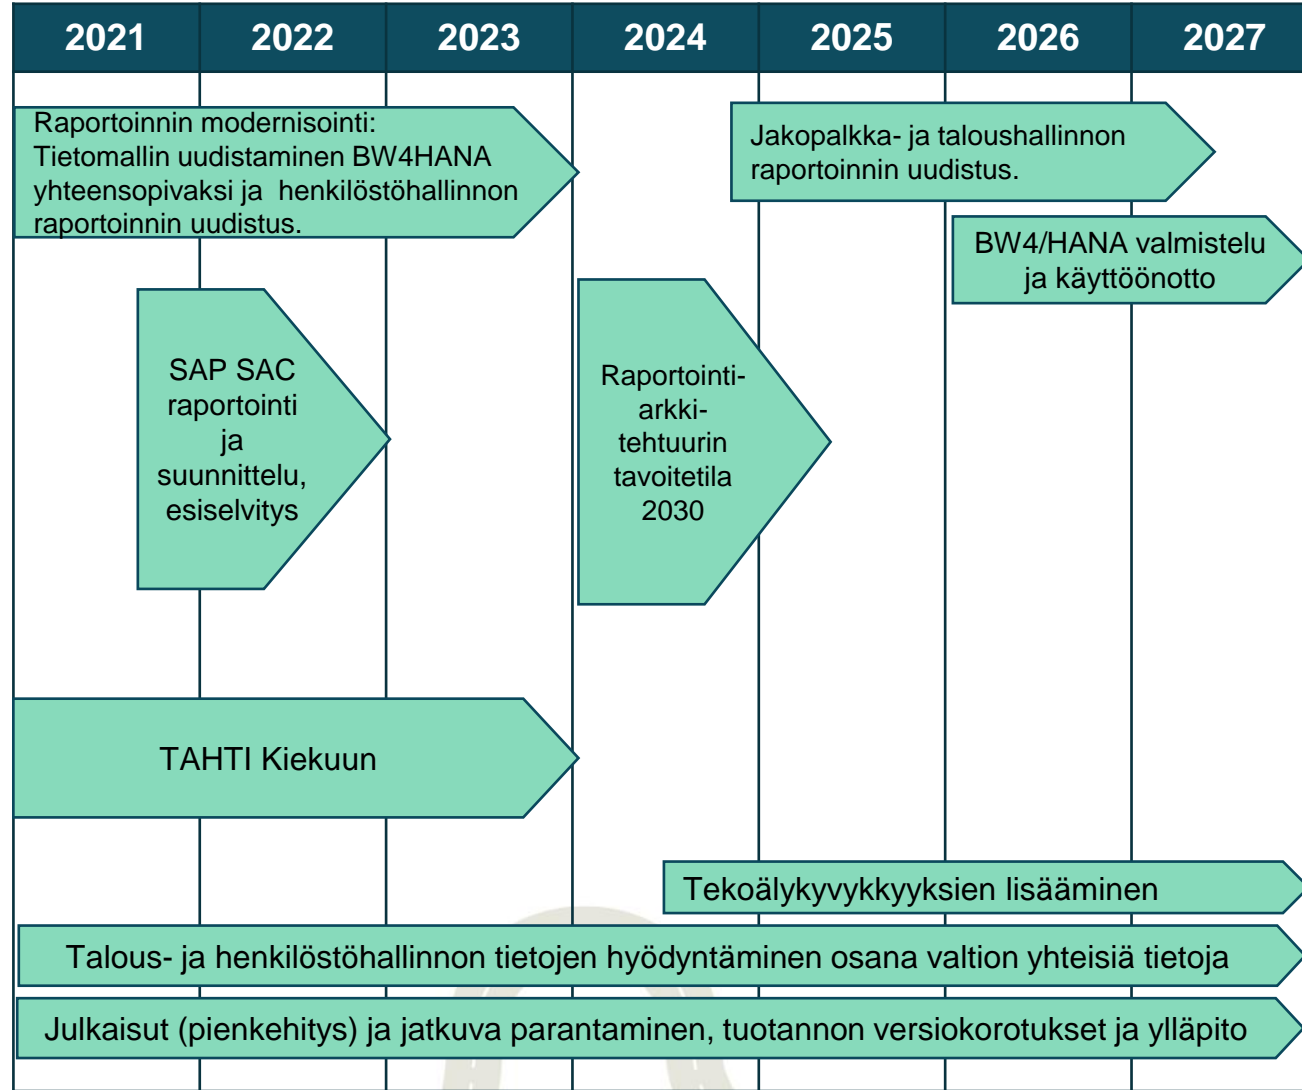 2021 2022 2023 2024 2025 2026 2027
Raportoinnin modernisointi:
Tietomallin uudistaminen BW4HANA
yhteensopivaksi ja henkilöstöhallinnon
raportoinnin uudistus.
Jakopalkka- ja taloushallinnon
raportoinnin uudistus.
BW4/HANA valmistelu
ja käyttöönotto
SAP SAC
raportointi
ja
suunnittelu,
esiselvitys
Raportointi-
arkki-
tehtuurin
tavoitetila
2030
TAHTI Kiekuun
Tekoälykyvykkyyksien lisääminen
Talous- ja henkilöstöhallinnon tietojen hyödyntäminen osana valtion yhteisiä tietoja
Julkaisut (pienkehitys) ja jatkuva parantaminen, tuotannon versiokorotukset ja ylläpito